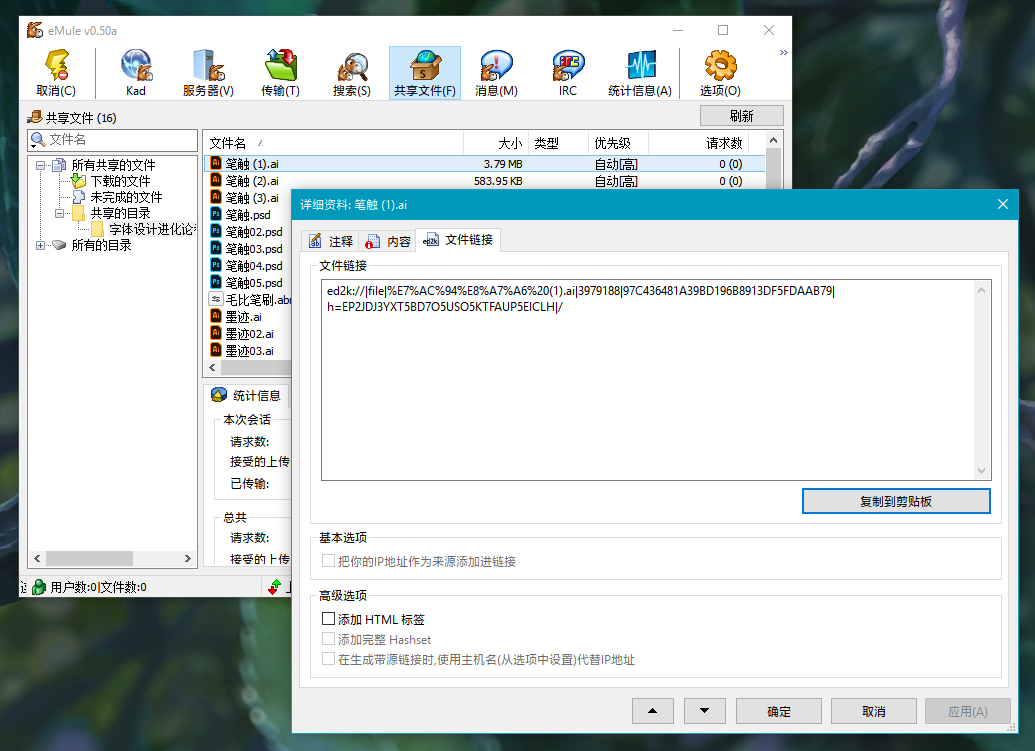 eMule v0.50a
取消(C)
Kad
服务器(V)
传输(T)
搜索(S)
共享文件(F)
消息(M)
IRC
统计信息(A)
选项(O)
»
共享文件 (16)
刷新
文件名
所有共享的文件
下载的文件
未完成的文件
共享的目录
字体设计进化论
所有的目录
文件名 大小 类型 优先级 请求数
笔触 (1).ai 3.79 MB 自动[高] 0 (0)
笔触 (2).ai 583.95 KB 自动[高] 0 (0)
笔触 (3).ai
笔触.psd
笔触02.psd
笔触03.psd
笔触04.psd
笔触05.psd
毛比笔刷.abr
墨迹.ai
墨迹02.ai
墨迹03.ai
统计信息
本次会话
请求数:
接受的上传
已传输:
总共
请求数:
接受的上传
用户数:0|文件数:0
详细资料: 笔触 (1).ai
注释
内容
ed2k
文件链接
文件链接
ed2k://|file|%E7%AC%94%E8%A7%A6%20(1).ai|3979188|97C436481A39BD196B8913DF5FDAAB79|
h=EP2JDJ3YXT5BD7O5USO5KTFAUP5EICLH|/
复制到剪贴板
基本选项
把你的IP地址作为来源添加进链接
高级选项
添加 HTML 标签
添加完整 Hashset
在生成带源链接时,使用主机名(从选项中设置)代替IP地址
确定
取消
应用(A)